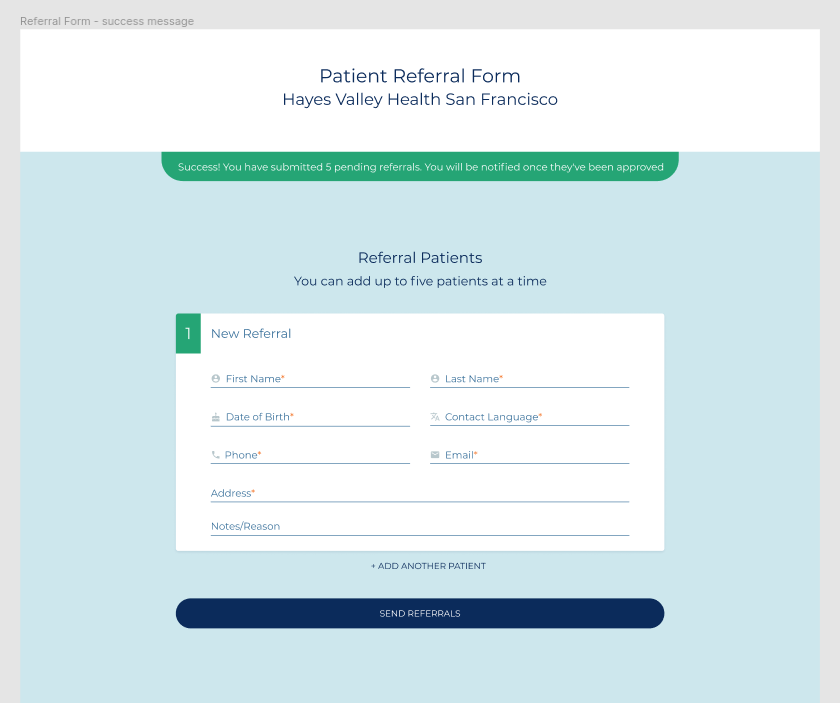 Referral Form - success message
Patient Referral Form
Hayes Valley Health San Francisco
Success! You have submitted 5 pending referrals. You will be notified once they've been approved
Referral Patients
You can add up to five patients at a time
1 New Referral
First Name* Last Name*
Date of Birth* Contact Language*
Phone* Email*
Address*
Notes/Reason
+ ADD ANOTHER PATIENT
SEND REFERRALS